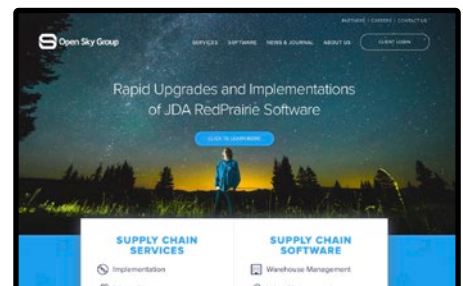 PARTNERS | CAREERS | CONTACT US
Open Sky Group
SERVICES SOFTWARE NEWS & JOURNAL ABOUT US CLIENT LOGIN
Rapid Upgrades and Implementations
of JDA RedPrairie Software
CLICK TO LEARN MORE
SUPPLY CHAIN
SERVICES
SUPPLY CHAIN
SOFTWARE
Implementation
Warehouse Management